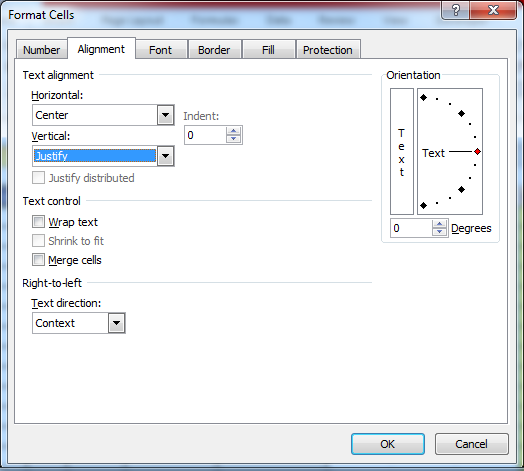 Format Cells
Number Alignment Font Border Fill Protection
Text alignment
Horizontal:
Center
Indent:
0
Vertical:
Justify
Justify distributed
Text control
Wrap text
Shrink to fit
Merge cells
Right-to-left
Text direction:
Context
Orientation
Text
Text
0 Degrees
OK Cancel